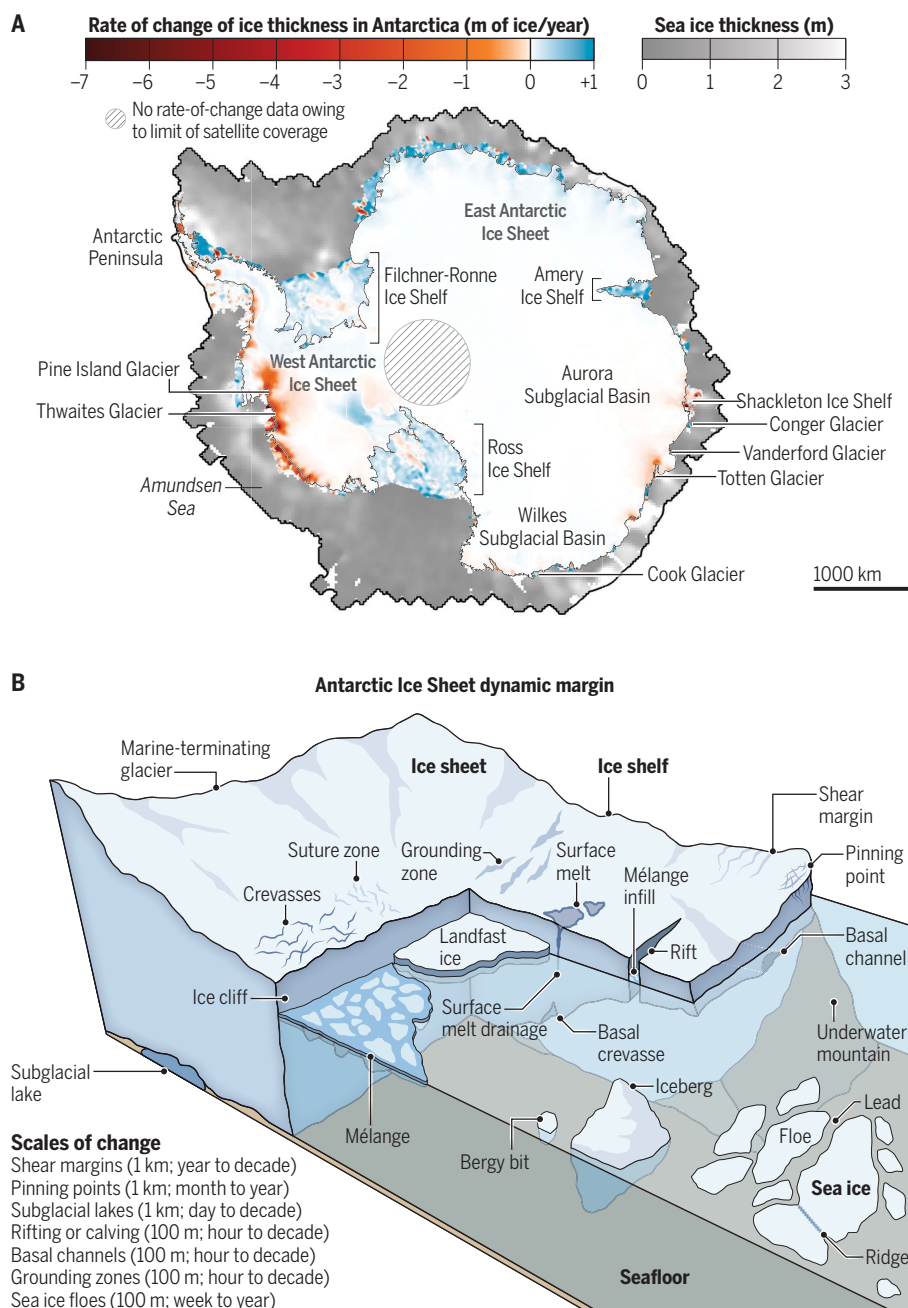 A
Rate of change of ice thickness in Antarctica (m of ice/year)
Sea ice thickness (m)
–7 –6 –5 –4 –3 –2 –1 0 +1
0 1 2 3
No rate-of-change data owing
to limit of satellite coverage
East Antarctic
Ice Sheet
Antarctic
Peninsula
Filchner-Ronne
Ice Shelf
Amery
Ice Shelf
West Antarctic
Ice Sheet
Pine Island Glacier
Thwaites Glacier
Aurora
Subglacial Basin
Shackleton Ice Shelf
Conger Glacier
Ross
Ice Shelf
Vanderford Glacier
Totten Glacier
Amundsen
Sea
Wilkes
Subglacial Basin
Cook Glacier
1000 km
B
Antarctic Ice Sheet dynamic margin
Marine-terminating
glacier
Ice sheet
Ice shelf
Shear
margin
Suture zone
Grounding
zone
Surface
melt
Pinning
point
Crevasses
Mélange
infill
Landfast
ice
Rift
Basal
channel
Ice cliff
Surface
melt drainage
Basal
crevasse
Underwater
mountain
Subglacial
lake
Mélange
Iceberg
Bergy bit
Lead
Floe
Sea ice
Ridge
Seafloor
Scales of change
Shear margins (1 km; year to decade)
Pinning points (1 km; month to year)
Subglacial lakes (1 km; day to decade)
Rifting or calving (100 m; hour to decade)
Basal channels (100 m; hour to decade)
Grounding zones (100 m; hour to decade)
Sea ice floes (100 m; week to year)